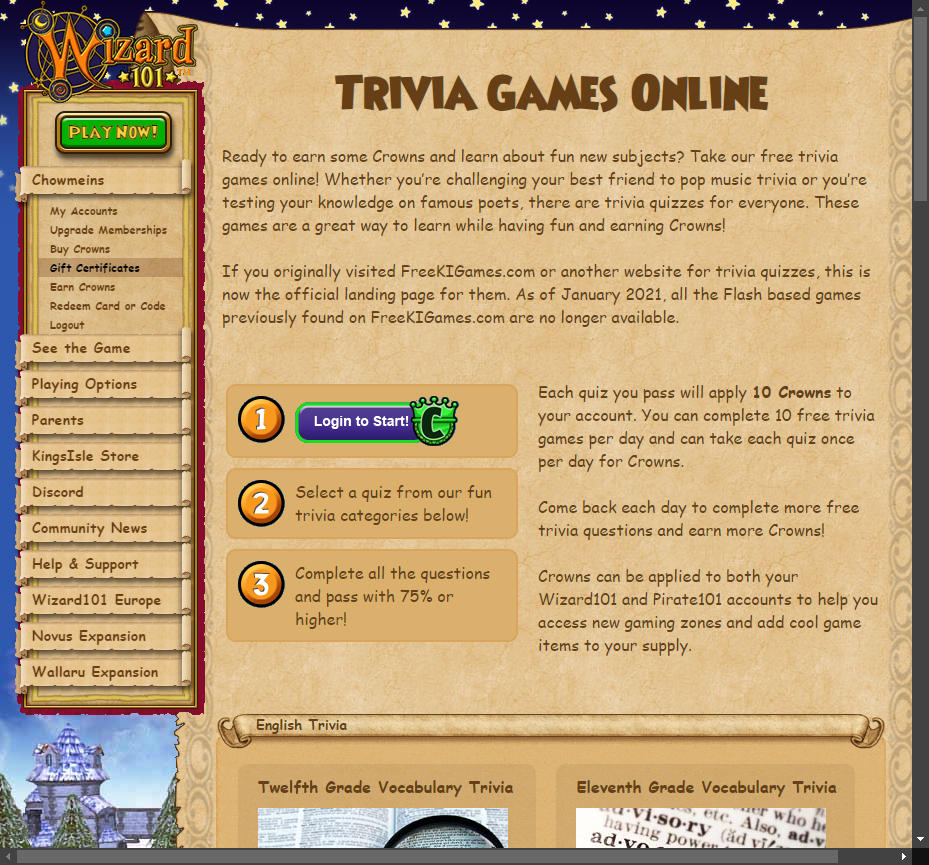 Wizard
101
TM
PLAY NOW!
Chowmeins
My Accounts
Upgrade Memberships
Buy Crowns
Gift Certificates
Earn Crowns
Redeem Card or Code
Logout
See the Game
Playing Options
Parents
KingsIsle Store
Discord
Community News
Help & Support
Wizard101 Europe
Novus Expansion
Wallaru Expansion
Trivia Games Online
Ready to earn some Crowns and learn about fun new subjects? Take our free trivia
games online! Whether you're challenging your best friend to pop music trivia or you're
testing your knowledge on famous poets, there are trivia quizzes for everyone. These
games are a great way to learn while having fun and earning Crowns!
If you originally visited FreeKIGames.com or another website for trivia quizzes, this is
now the official landing page for them. As of January 2021, all the Flash based games
previously found on FreeKIGames.com are no longer available.
1
Login to Start!
C
2
Select a quiz from our fun
trivia categories below!
3
Complete all the questions
and pass with 75% or
higher!
Each quiz you pass will apply 10 Crowns to
your account. You can complete 10 free trivia
games per day and can take each quiz once
per day for Crowns.
Come back each day to complete more free
trivia questions and earn more Crowns!
Crowns can be applied to both your
Wizard101 and Pirate101 accounts to help you
access new gaming zones and add cool game
items to your supply.
English Trivia
Twelfth Grade Vocabulary Trivia
Eleventh Grade Vocabulary Trivia
ad·vi·so·ry
etc. Also, ad·v
having power